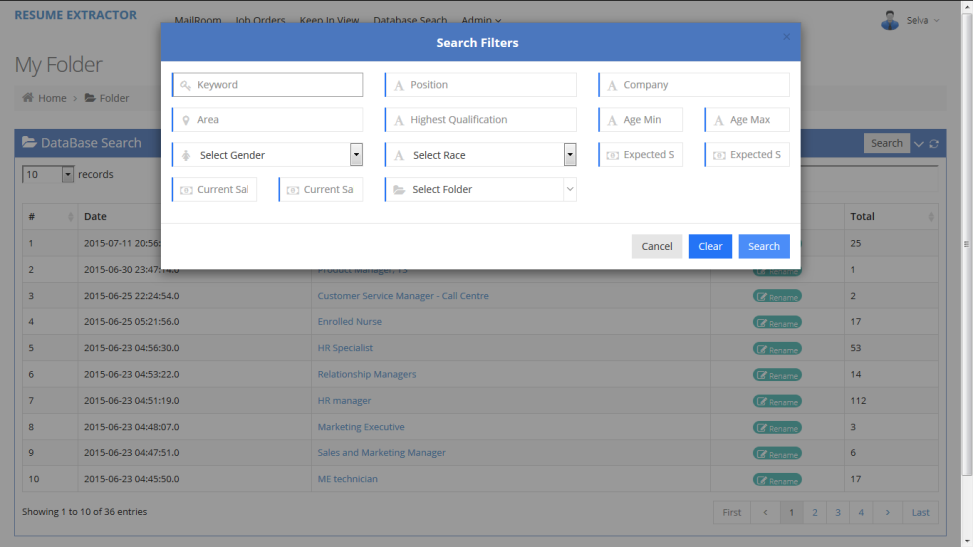 RESUME EXTRACTOR
MailRoom Job Orders Keep In View Database Seach Admin
Selva
Search Filters
×
My Folder
Keyword Position Company
Home > Folder
Area Highest Qualification Age Min Age Max
DataBase Search Search
Select Gender Select Race Expected S Expected S
10 records
Current Sal Current Sa Select Folder
# Date Total
Cancel Clear Search
1 2015-07-11 20:56: 25
2 2015-06-30 23:47:14.0 Product Manager, Rename 1
3 2015-06-25 22:24:54.0 Customer Service Manager - Call Centre Rename 2
4 2015-06-25 05:21:56.0 Enrolled Nurse Rename 17
5 2015-06-23 04:56:30.0 HR Specialist Rename 53
6 2015-06-23 04:53:22.0 Relationship Managers Rename 14
7 2015-06-23 04:51:19.0 HR manager Rename 112
8 2015-06-23 04:48:07.0 Marketing Executive Rename 3
9 2015-06-23 04:47:51.0 Sales and Marketing Manager Rename 6
10 2015-06-23 04:45:50.0 ME technician Rename 17
Showing 1 to 10 of 36 entries First < 1 2 3 4 > Last